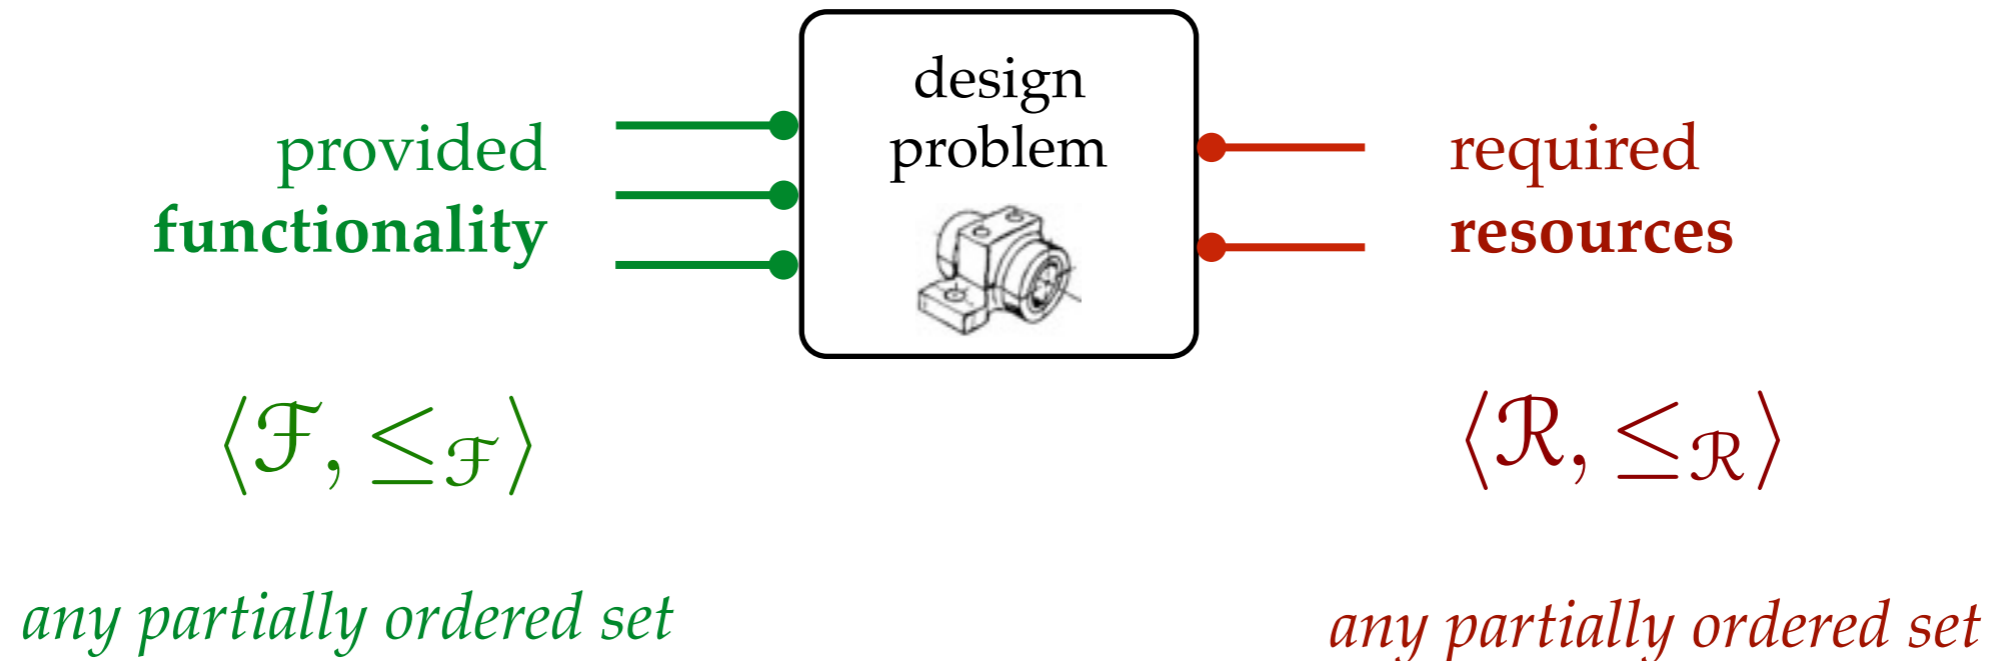 design
problem
provided
functionality
required
resources
⟨ℱ, ≤ℱ⟩
⟨ℛ, ≤ℛ⟩
any partially ordered set
any partially ordered set